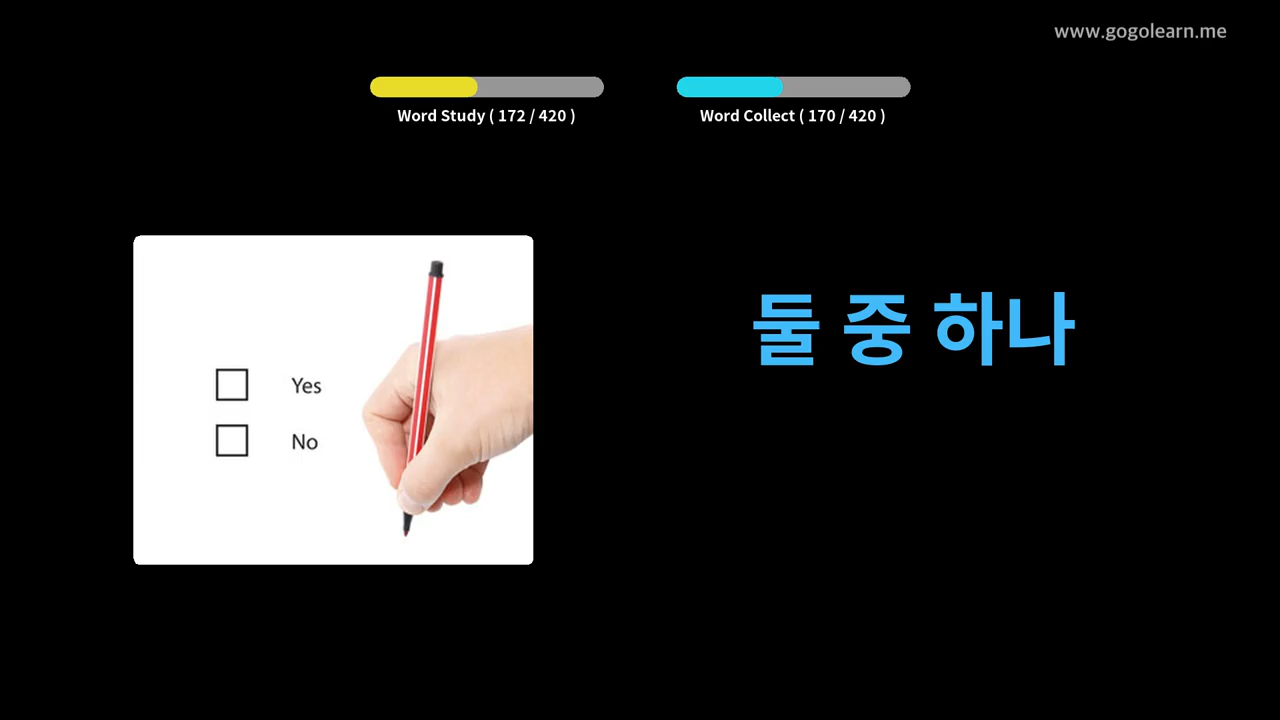 www.gogolearn.me
Word Study ( 172 / 420 )
Word Collect ( 170 / 420 )
Yes
No
둘 중 하나